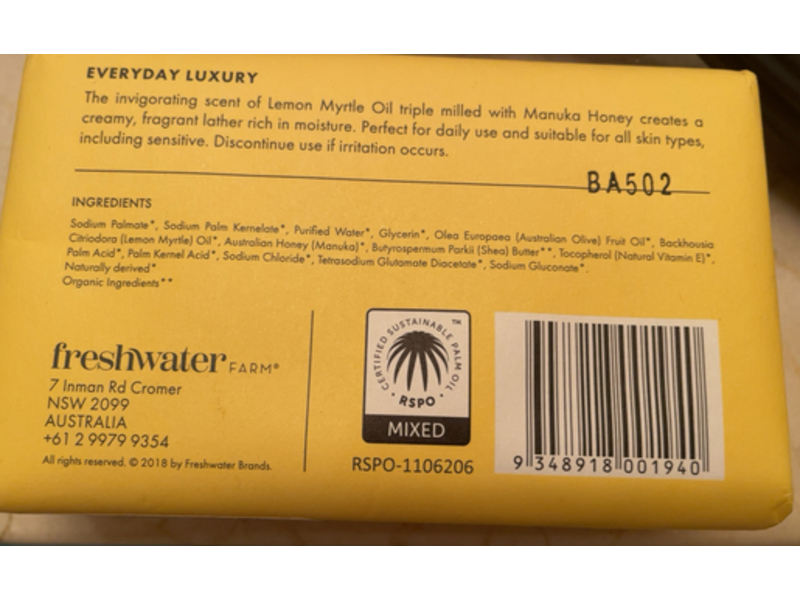 EVERYDAY LUXURY
The invigorating scent of Lemon Myrtle Oil triple milled with Manuka Honey creates a
creamy, fragrant lather rich in moisture. Perfect for daily use and suitable for all skin types,
including sensitive. Discontinue use if irritation occurs.
BA502
INGREDIENTS
Sodium Palmate*, Sodium Palm Kernelate*, Purified Water*, Glycerin*, Olea Europaea (Australian Olive) Fruit Oil*, Backhousia
Citriodora (Lemon Myrtle) Oil*, Australian Honey (Manuka)*, Butyrospermum Parkii (Shea) Butter**, Tocopherol (Natural Vitamin E)*,
Palm Acid*, Palm Kernel Acid*, Sodium Chloride*, Tetrasodium Glutamate Diacetate*, Sodium Gluconate*.
Naturally derived*
Organic Ingredients**
freshwater FARM®
7 Inman Rd Cromer
NSW 2099
AUSTRALIA
+61 2 9979 9354
All rights reserved. © 2018 by Freshwater Brands.
CERTIFIED SUSTAINABLE PALM OIL ™
RSPO
MIXED
RSPO-1106206
9 348918 001940